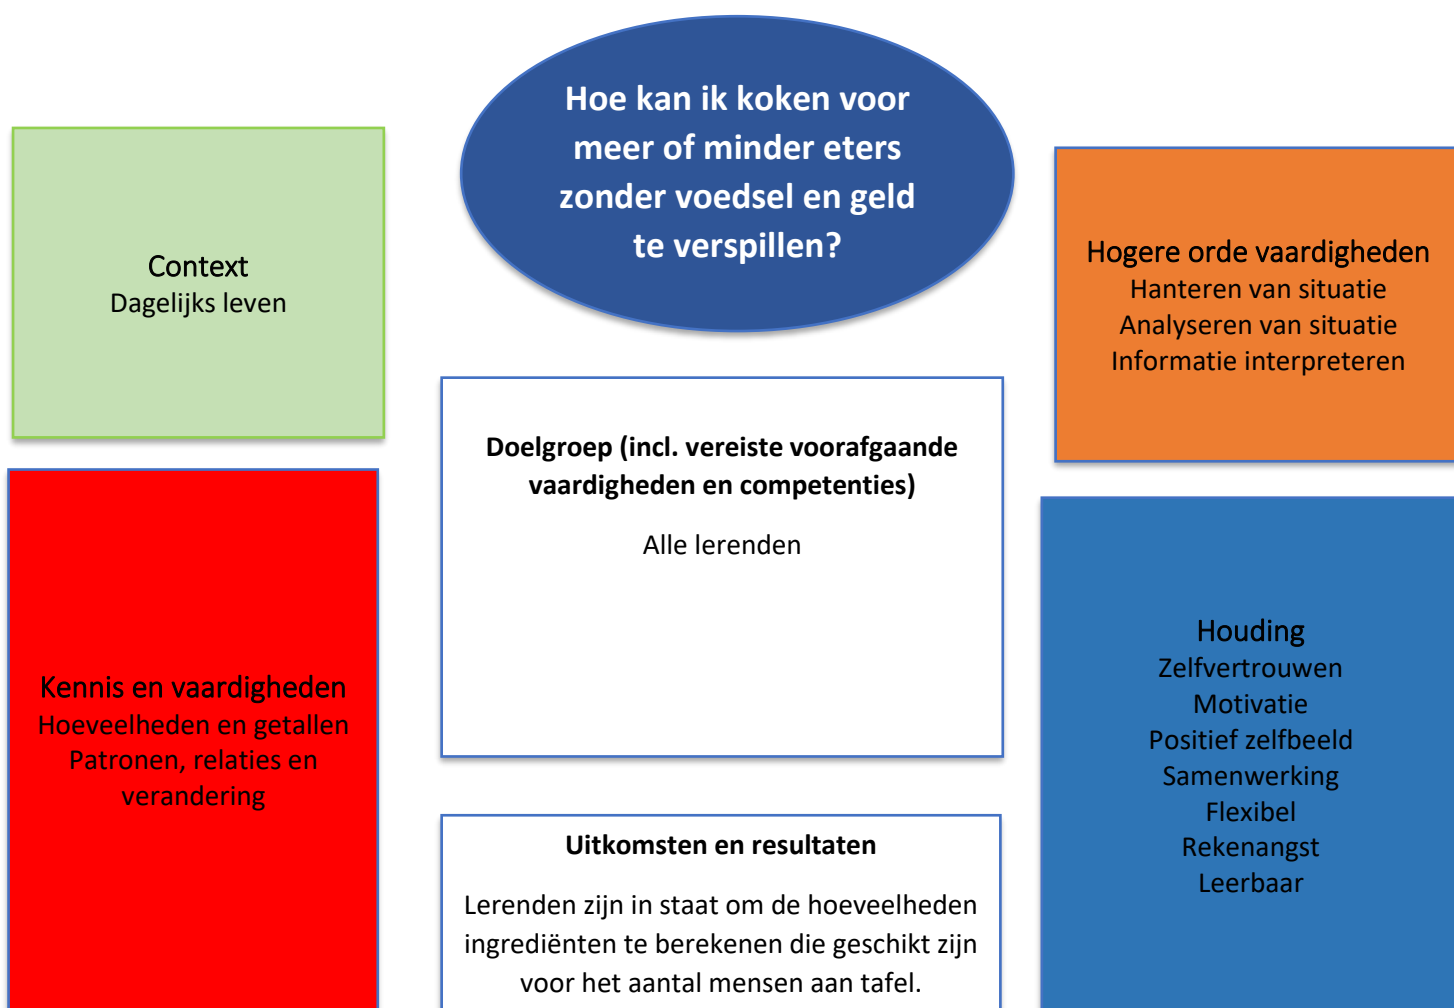 Hoe kan ik koken voor
meer of minder eters
zonder voedsel en geld
te verspillen?
Context
Dagelijks leven
Hogere orde vaardigheden
Hanteren van situatie
Analyseren van situatie
Informatie interpreteren
Doelgroep (incl. vereiste voorafgaande
vaardigheden en competenties)
Alle lerenden
Kennis en vaardigheden
Hoeveelheden en getallen
Patronen, relaties en
verandering
Houding
Zelfvertrouwen
Motivatie
Positief zelfbeeld
Samenwerking
Flexibel
Rekenangst
Leerbaar
Uitkomsten en resultaten
Lerenden zijn in staat om de hoeveelheden
ingrediënten te berekenen die geschikt zijn
voor het aantal mensen aan tafel.